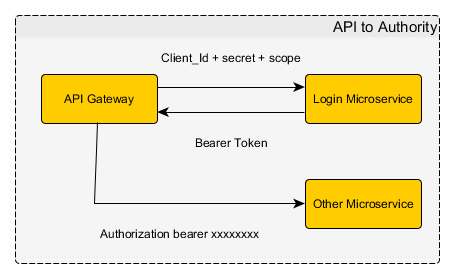 API to Authority
Client_Id + secret + scope
API Gateway
Login Microservice
Bearer Token
Other Microservice
Authorization bearer xxxxxxxx